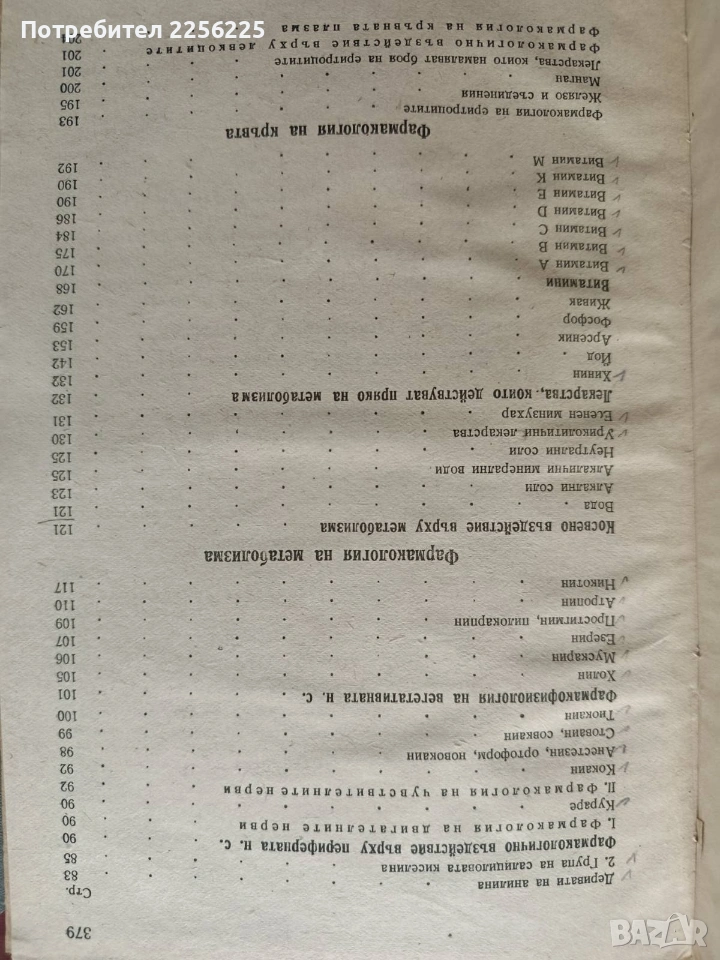 Потребител 2256225
379
Стр.
Деривати на анилина 83
2. Група на салициловата киселина 85
Фармакологично въздействие върху периферната н. с. 90
I. Фармакология на двигателните нерви 90
Кураре 90
II. Фармакология на чувствителните нерви 92
Кокаин 92
Анестезин, ортоформ, новокаин 98
Стоваин, совкаин 99
Тиокаин 100
Фармакофизиология на вегетативната н. с. 101
Холин 105
Мускарин 106
Езерин 107
Простигмин, пилокарпин 109
Атропин 110
Никотин 117
Фармакология на метаболизма
Косвено въздействие върху метаболизма 121
Вода 121
Алкални соли 123
Алкалични минерални води 125
Неутрални соли 125
Уриколитични лекарства 130
Есенен минзухар 131
Лекарства, които действуват пряко на метаболизма 132
Хинин 132
Йод 142
Арсеник 153
Фосфор 159
Живак 162
Витамини 168
Витамин A 170
Витамин B 175
Витамин C 184
Витамин D 186
Витамин E 190
Витамин K 190
Витамин M 192
Фармакология на кръвта
Фармакология на еритроцитите 193
Желязо и съединения 195
Манган 200
Лекарства, които намаляват броя на еритроцитите 201
Фармакологично въздействие върху левкоцитите 201
Фармакология на кръвната плазма
BAZAR